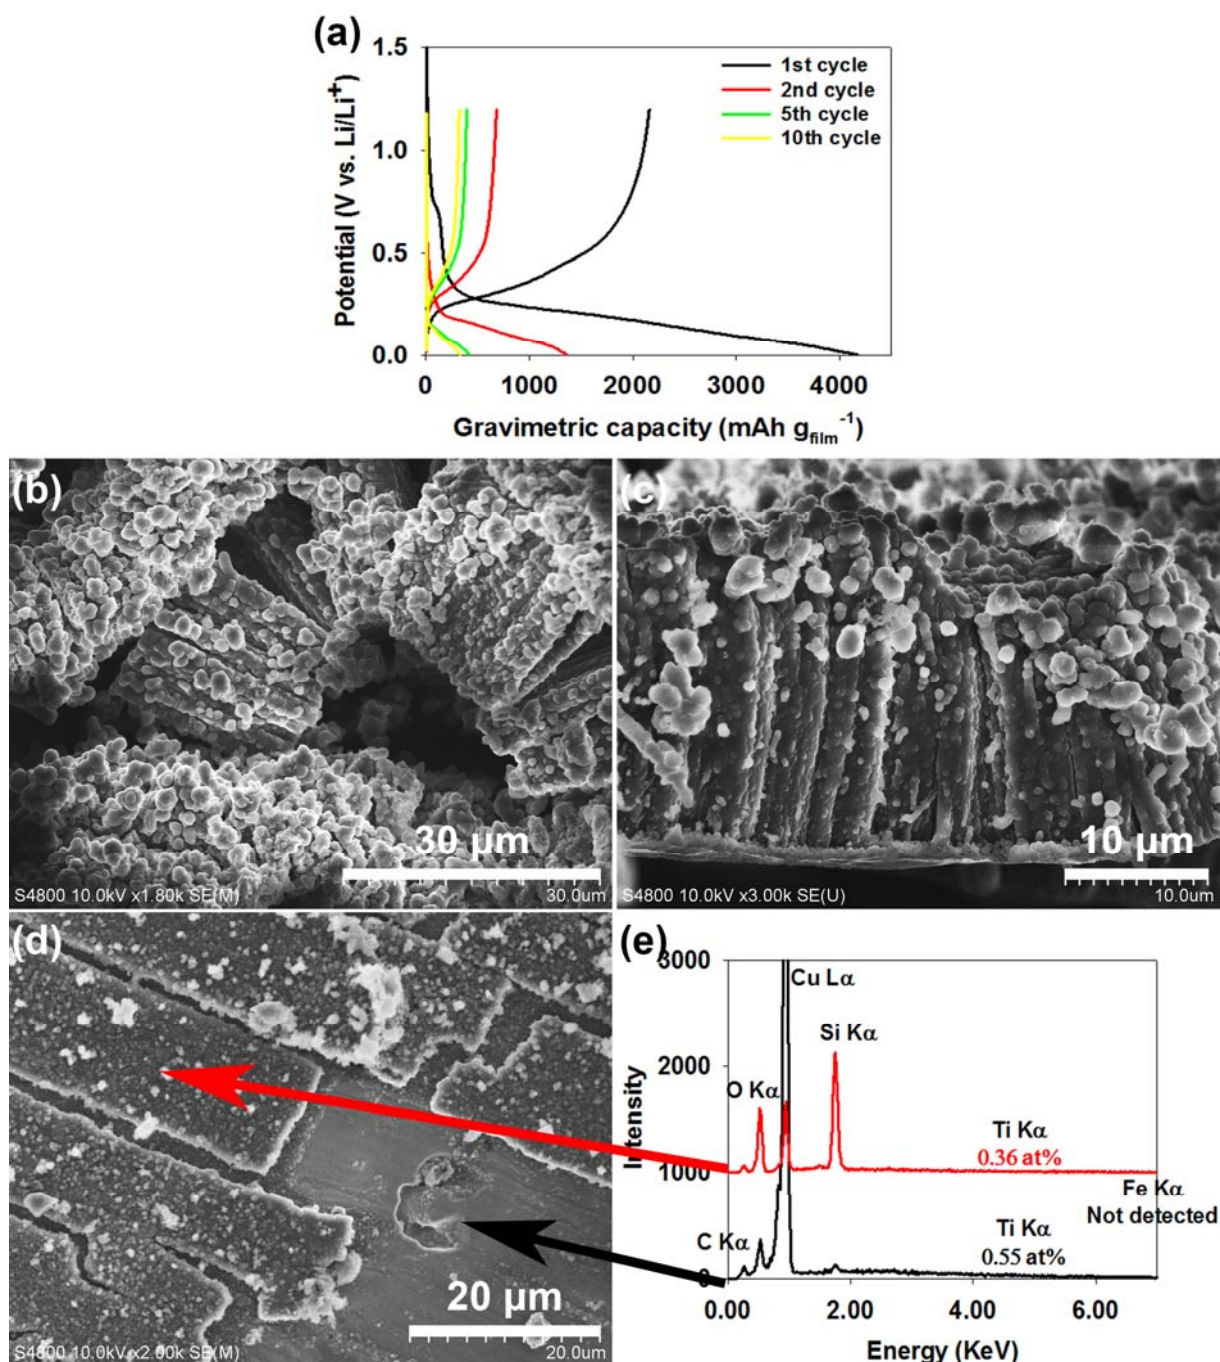 (a)
1.5
1.0
0.5
0.0
Potential (V vs. Li/Li⁺)
1st cycle
2nd cycle
5th cycle
10th cycle
0 1000 2000 3000 4000
Gravimetric capacity (mAh g_film⁻¹)
(b)
30 µm
S4800 10.0kV x1.80k SE(M) 30.0um
(c)
10 µm
S4800 10.0kV x3.00k SE(U) 10.0um
(d)
20 µm
S4800 10.0kV x2.00k SE(M) 20.0um
(e)
3000
2000
1000
0
Intensity
Cu Lα
Si Kα
O Kα
Ti Kα
0.36 at%
Fe Kα
Not detected
C Kα
Ti Kα
0.55 at%
0.00 2.00 4.00 6.00
Energy (KeV)